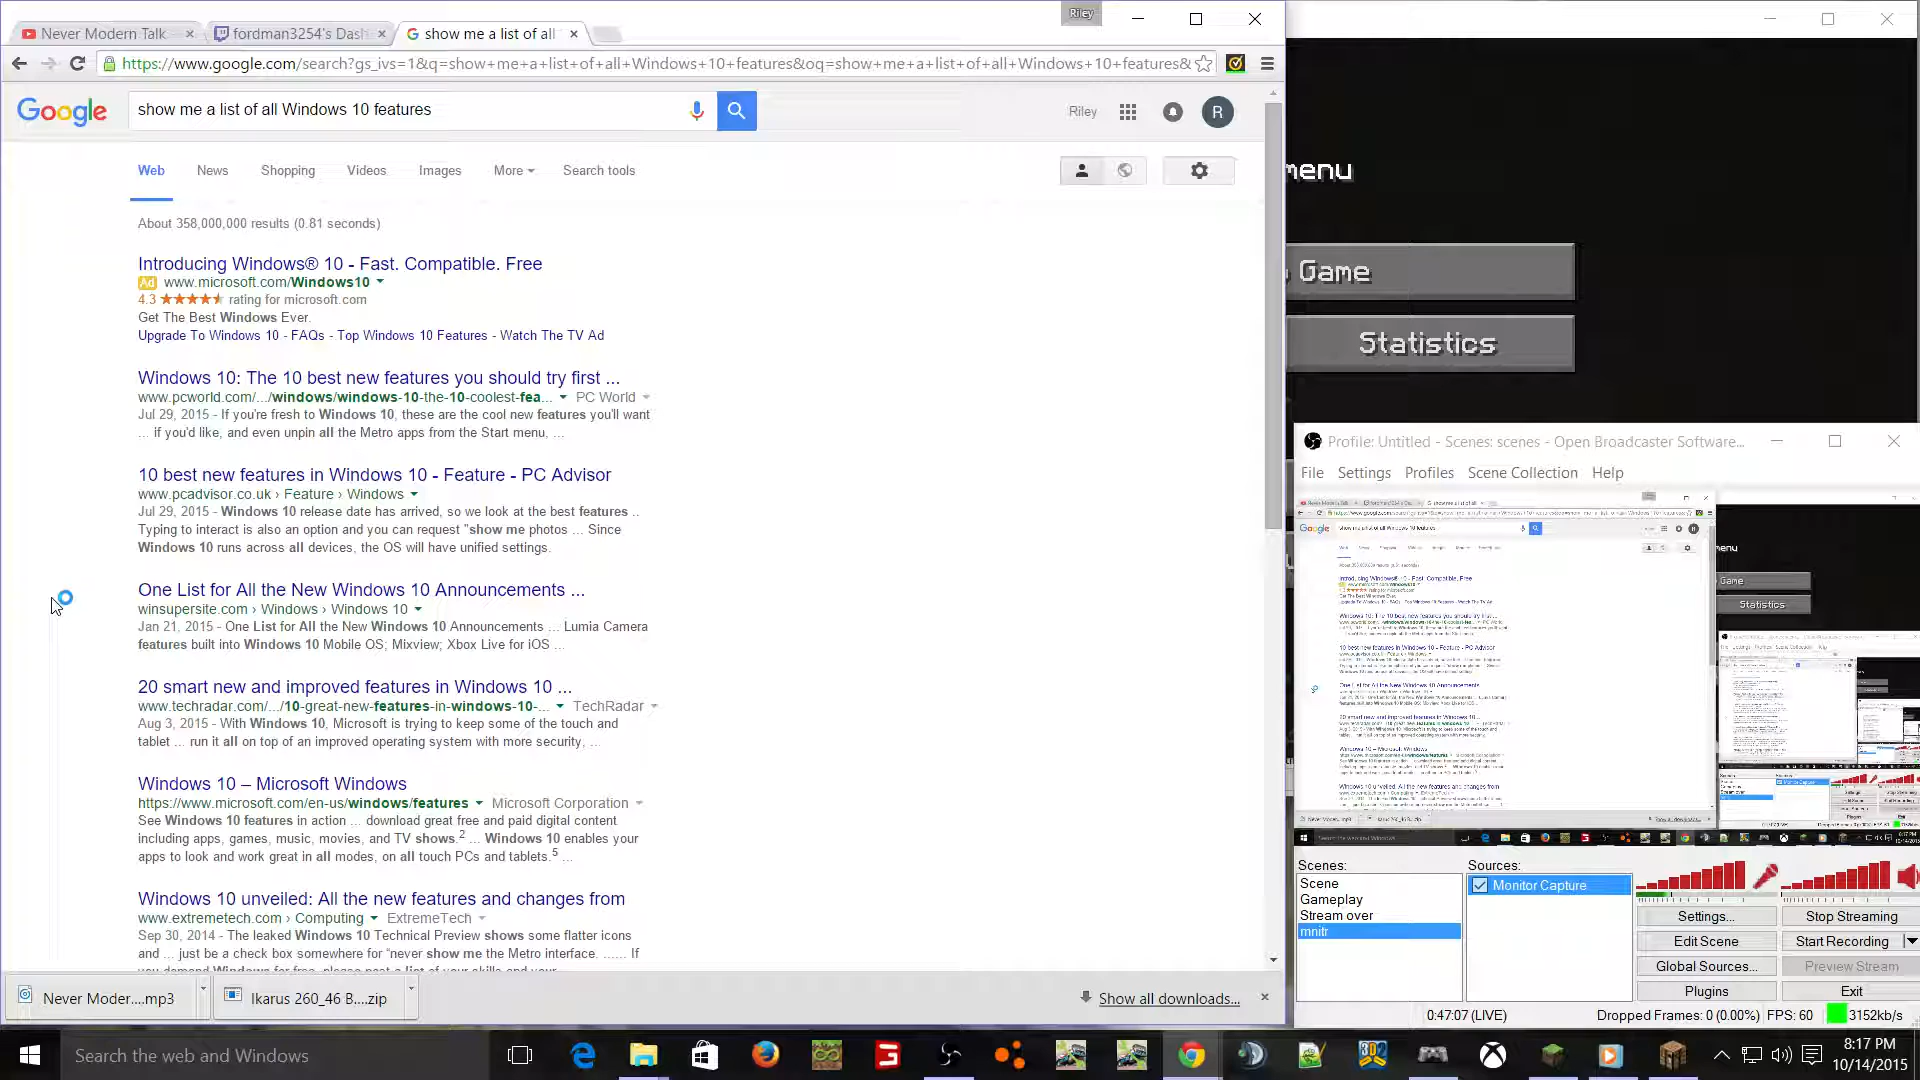 Riley
Never Modern Talk
fordman3254's Dash
show me a list of all
https://www.google.com/search?gs_ivs=1&q=show+me+a+list+of+all+Windows+10+features&oq=show+me+a+list+of+all+Windows+10+features&
Google
show me a list of all Windows 10 features
Riley
R
Web News Shopping Videos Images More Search tools
About 358,000,000 results (0.81 seconds)
Introducing Windows® 10 - Fast. Compatible. Free
Ad www.microsoft.com/Windows10
4.3 ★★★★★ rating for microsoft.com
Get The Best Windows Ever.
Upgrade To Windows 10 - FAQs - Top Windows 10 Features - Watch The TV Ad
Windows 10: The 10 best new features you should try first ...
www.pcworld.com/.../windows/windows-10-the-10-coolest-fea... PC World
Jul 29, 2015 - If you're fresh to Windows 10, these are the cool new features you'll want
... if you'd like, and even unpin all the Metro apps from the Start menu, ...
10 best new features in Windows 10 - Feature - PC Advisor
www.pcadvisor.co.uk › Feature › Windows
Jul 29, 2015 - Windows 10 release date has arrived, so we look at the best features ..
Typing to interact is also an option and you can request "show me photos ... Since
Windows 10 runs across all devices, the OS will have unified settings.
One List for All the New Windows 10 Announcements ...
winsupersite.com › Windows › Windows 10
Jan 21, 2015 - One List for All the New Windows 10 Announcements ... Lumia Camera
features built into Windows 10 Mobile OS; Mixview; Xbox Live for iOS ...
20 smart new and improved features in Windows 10 ...
www.techradar.com/.../10-great-new-features-in-windows-10-... TechRadar
Aug 3, 2015 - With Windows 10, Microsoft is trying to keep some of the touch and
tablet ... run it all on top of an improved operating system with more security, ...
Windows 10 – Microsoft Windows
https://www.microsoft.com/en-us/windows/features Microsoft Corporation
See Windows 10 features in action ... download great free and paid digital content
including apps, games, music, movies, and TV shows.2 ... Windows 10 enables your
apps to look and work great in all modes, on all touch PCs and tablets.5 ...
Windows 10 unveiled: All the new features and changes from
www.extremetech.com › Computing ExtremeTech
Sep 30, 2014 - The leaked Windows 10 Technical Preview shows some flatter icons
and ... just be a check box somewhere for "never show me the Metro interface. ...... If
Never Moder....mp3
Ikarus 260_46 B....zip
Show all downloads...
menu
Game
Statistics
Profile: Untitled - Scenes: scenes - Open Broadcaster Software...
File Settings Profiles Scene Collection Help
Google
show me a list of all Windows 10 features
menu
Game
Statistics
Scenes:
Scene
Gameplay
Stream over
mnitr
Sources:
Monitor Capture
Settings...
Stop Streaming
Edit Scene
Start Recording
Global Sources...
Preview Stream
Plugins
Exit
0:47:07 (LIVE)
Dropped Frames: 0 (0.00%)
FPS: 60
3152kb/s
Search the web and Windows
8:17 PM
10/14/2015